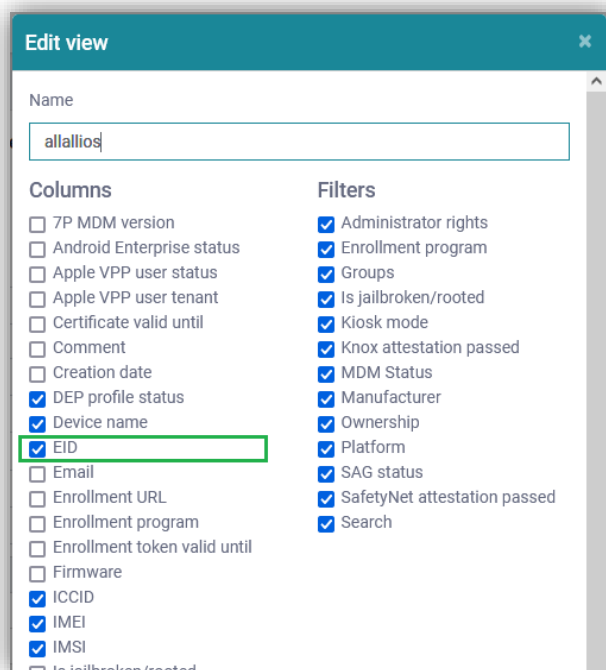 Edit view
×
Name
allallios
Columns
7P MDM version
Android Enterprise status
Apple VPP user status
Apple VPP user tenant
Certificate valid until
Comment
Creation date
DEP profile status
Device name
EID
Email
Enrollment URL
Enrollment program
Enrollment token valid until
Firmware
ICCID
IMEI
IMSI
Is jailbroken/rooted
Filters
Administrator rights
Enrollment program
Groups
Is jailbroken/rooted
Kiosk mode
Knox attestation passed
MDM Status
Manufacturer
Ownership
Platform
SAG status
SafetyNet attestation passed
Search